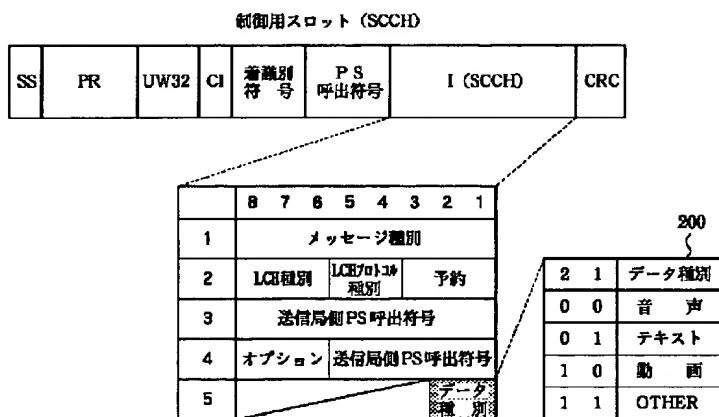 制御用スロット (SCCH)
SS PR UW32 CI 着識別符号 PS呼出符号 I (SCCH) CRC
8 7 6 5 4 3 2 1
1 メッセージ種別
2 LCH種別 LCHプロトコル種別 予約
3 送信局側PS呼出符号
4 オプション 送信局側PS呼出符号
5 データ種別
200
2 1 データ種別
0 0 音 声
0 1 テキスト
1 0 動 画
1 1 OTHER